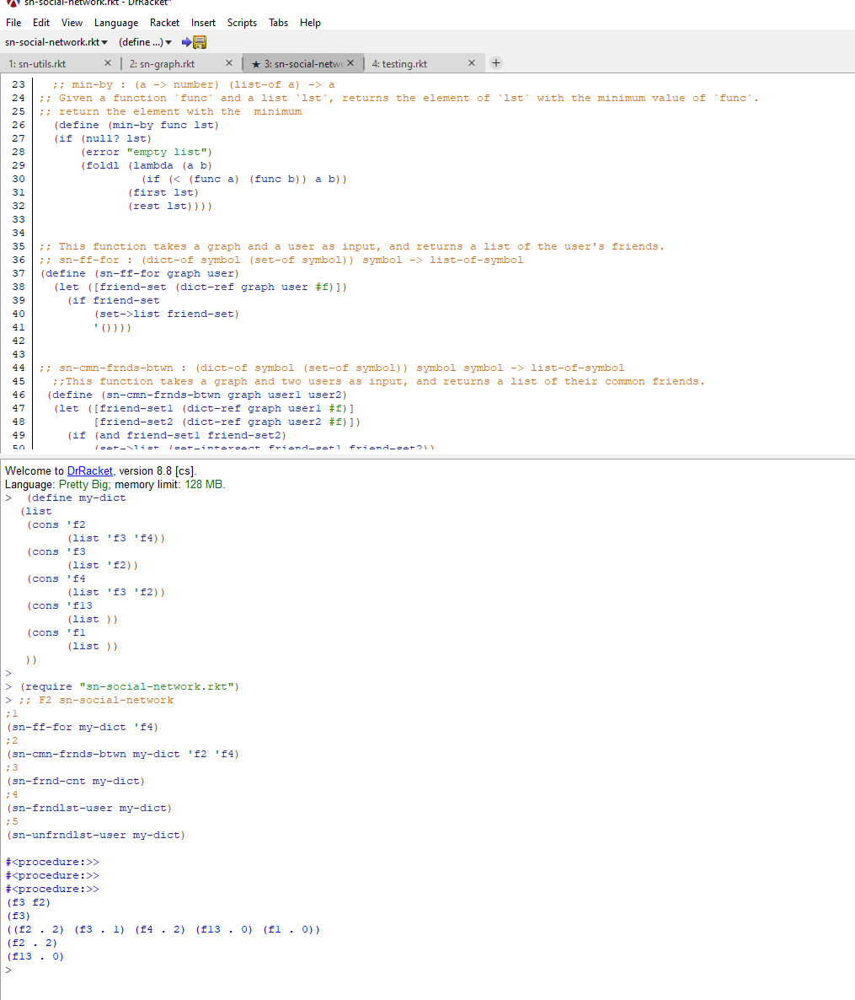 sn-social-network.rkt - DrRacket*
File Edit View Language Racket Insert Scripts Tabs Help
sn-social-network.rkt▾ (define ...)▾
1: sn-utils.rkt × 2: sn-graph.rkt × ★ 3: sn-social-netwo × 4: testing.rkt × +
23 ;; min-by : (a -> number) (list-of a) -> a
24 ;; Given a function `func` and a list `lst`, returns the element of `lst` with the minimum value of `func`.
25 ;; return the element with the  minimum
26 (define (min-by func lst)
27 (if (null? lst)
28 (error "empty list")
29 (foldl (lambda (a b)
30 (if (< (func a) (func b)) a b))
31 (first lst)
32 (rest lst))))
33
34
35 ;; This function takes a graph and a user as input, and returns a list of the user's friends.
36 ;; sn-ff-for : (dict-of symbol (set-of symbol)) symbol -> list-of-symbol
37 (define (sn-ff-for graph user)
38 (let ([friend-set (dict-ref graph user #f)])
39 (if friend-set
40 (set->list friend-set)
41 '())))
42
43
44 ;; sn-cmn-frnds-btwn : (dict-of symbol (set-of symbol)) symbol symbol -> list-of-symbol
45 ;;This function takes a graph and two users as input, and returns a list of their common friends.
46 (define (sn-cmn-frnds-btwn graph user1 user2)
47 (let ([friend-set1 (dict-ref graph user1 #f)]
48 [friend-set2 (dict-ref graph user2 #f)])
49 (if (and friend-set1 friend-set2)
50 (set->list (set-intersect friend-set1 friend-set2))
Welcome to DrRacket, version 8.8 [cs].
Language: Pretty Big; memory limit: 128 MB.
> (define my-dict
(list
(cons 'f2
(list 'f3 'f4))
(cons 'f3
(list 'f2))
(cons 'f4
(list 'f3 'f2))
(cons 'f13
(list ))
(cons 'f1
(list ))
))
>
> (require "sn-social-network.rkt")
> ;; F2 sn-social-network
;1
(sn-ff-for my-dict 'f4)
;2
(sn-cmn-frnds-btwn my-dict 'f2 'f4)
;3
(sn-frnd-cnt my-dict)
;4
(sn-frndlst-user my-dict)
;5
(sn-unfrndlst-user my-dict)
#<procedure:>>
#<procedure:>>
#<procedure:>>
(f3 f2)
(f3)
((f2 . 2) (f3 . 1) (f4 . 2) (f13 . 0) (f1 . 0))
(f2 . 2)
(f13 . 0)
>